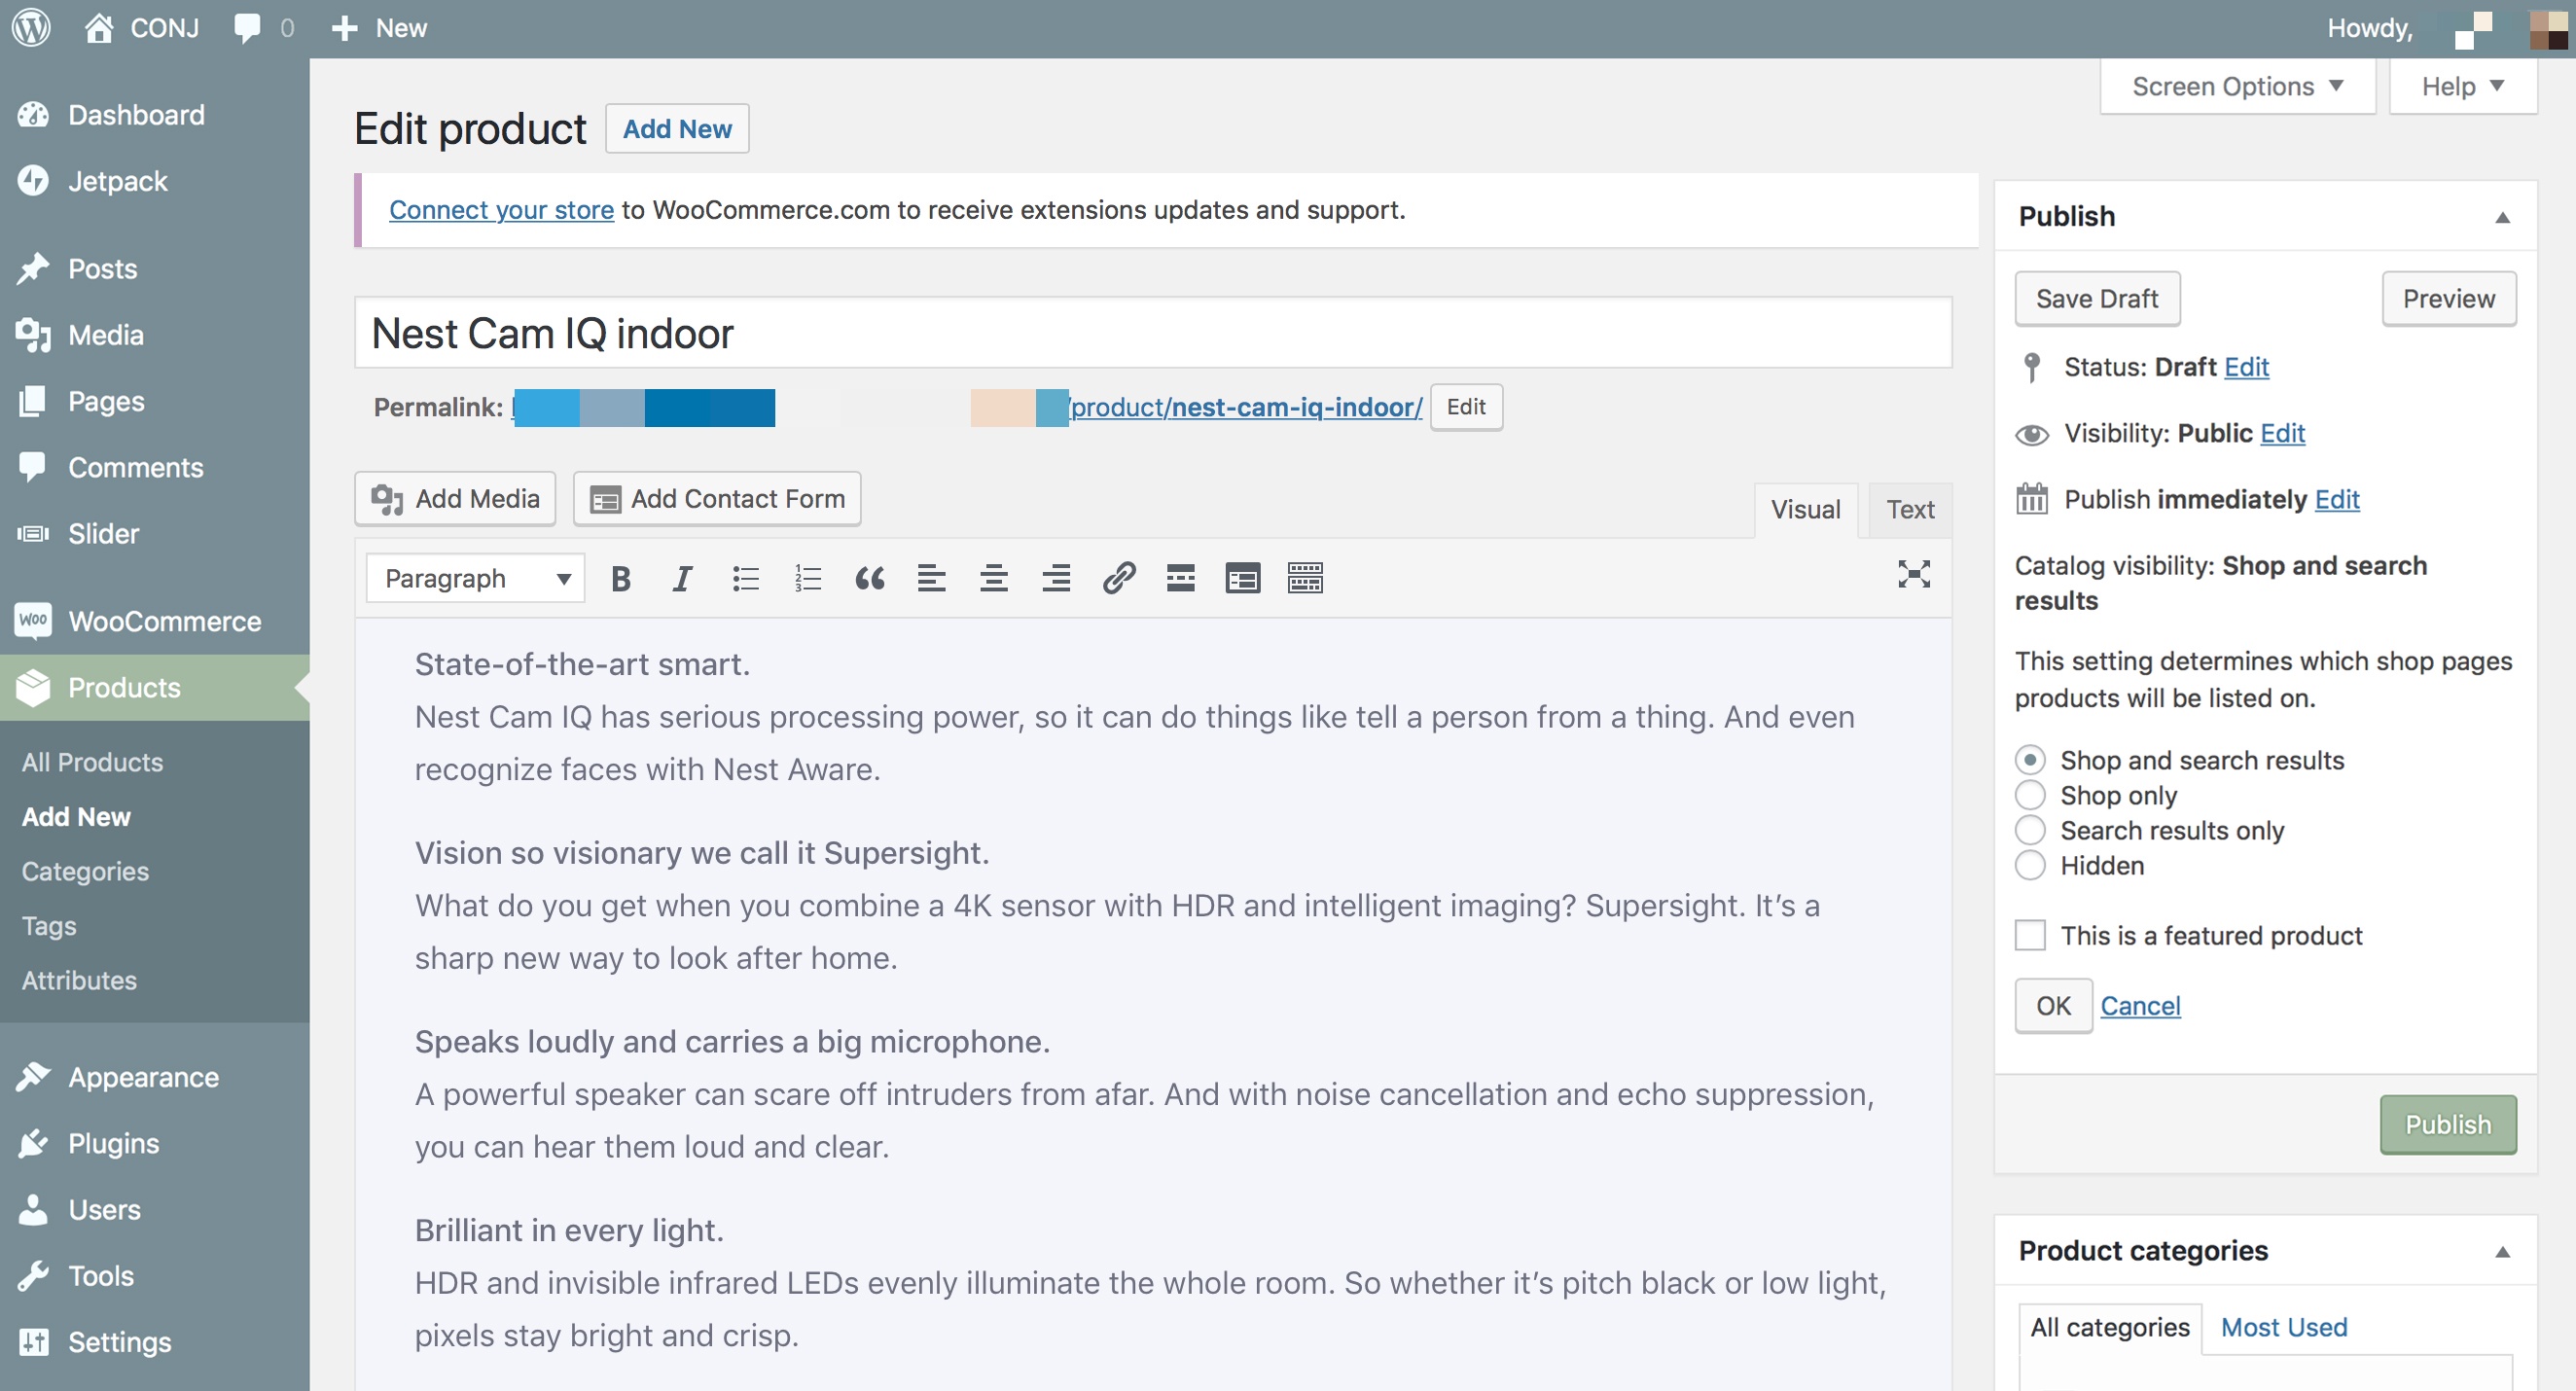 CONJ 0 New Howdy,
Dashboard
Jetpack
Posts
Media
Pages
Comments
Slider
WOO WooCommerce
Products
All Products
Add New
Categories
Tags
Attributes
Appearance
Plugins
Users
Tools
Settings
Screen Options Help
Edit product Add New
Connect your store to WooCommerce.com to receive extensions updates and support.
Nest Cam IQ indoor
Permalink: /product/nest-cam-iq-indoor/ Edit
Add Media Add Contact Form
Visual Text
Paragraph B I
State-of-the-art smart.
Nest Cam IQ has serious processing power, so it can do things like tell a person from a thing. And even
recognize faces with Nest Aware.
Vision so visionary we call it Supersight.
What do you get when you combine a 4K sensor with HDR and intelligent imaging? Supersight. It’s a
sharp new way to look after home.
Speaks loudly and carries a big microphone.
A powerful speaker can scare off intruders from afar. And with noise cancellation and echo suppression,
you can hear them loud and clear.
Brilliant in every light.
HDR and invisible infrared LEDs evenly illuminate the whole room. So whether it’s pitch black or low light,
pixels stay bright and crisp.
Publish
Save Draft Preview
Status: Draft Edit
Visibility: Public Edit
Publish immediately Edit
Catalog visibility: Shop and search
results
This setting determines which shop pages
products will be listed on.
Shop and search results
Shop only
Search results only
Hidden
This is a featured product
OK Cancel
Publish
Product categories
All categories Most Used